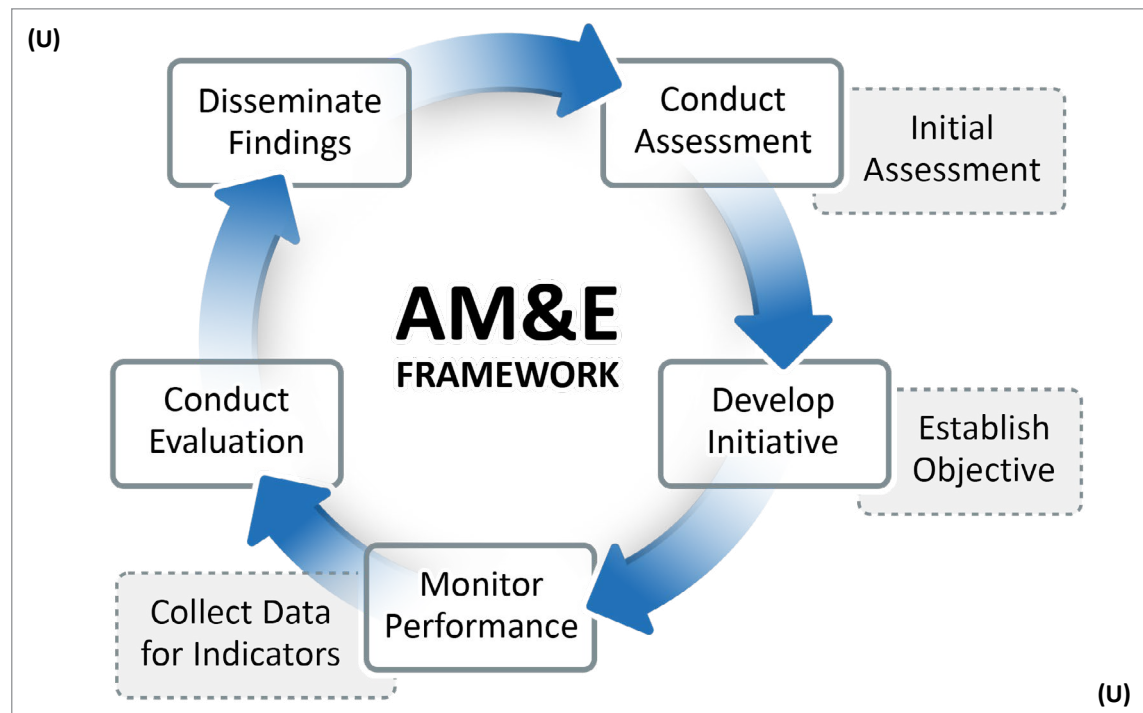 (U)
Disseminate
Findings
Conduct
Assessment
Initial
Assessment
AM&E
FRAMEWORK
Develop
Initiative
Establish
Objective
Conduct
Evaluation
Monitor
Performance
Collect Data
for Indicators
(U)